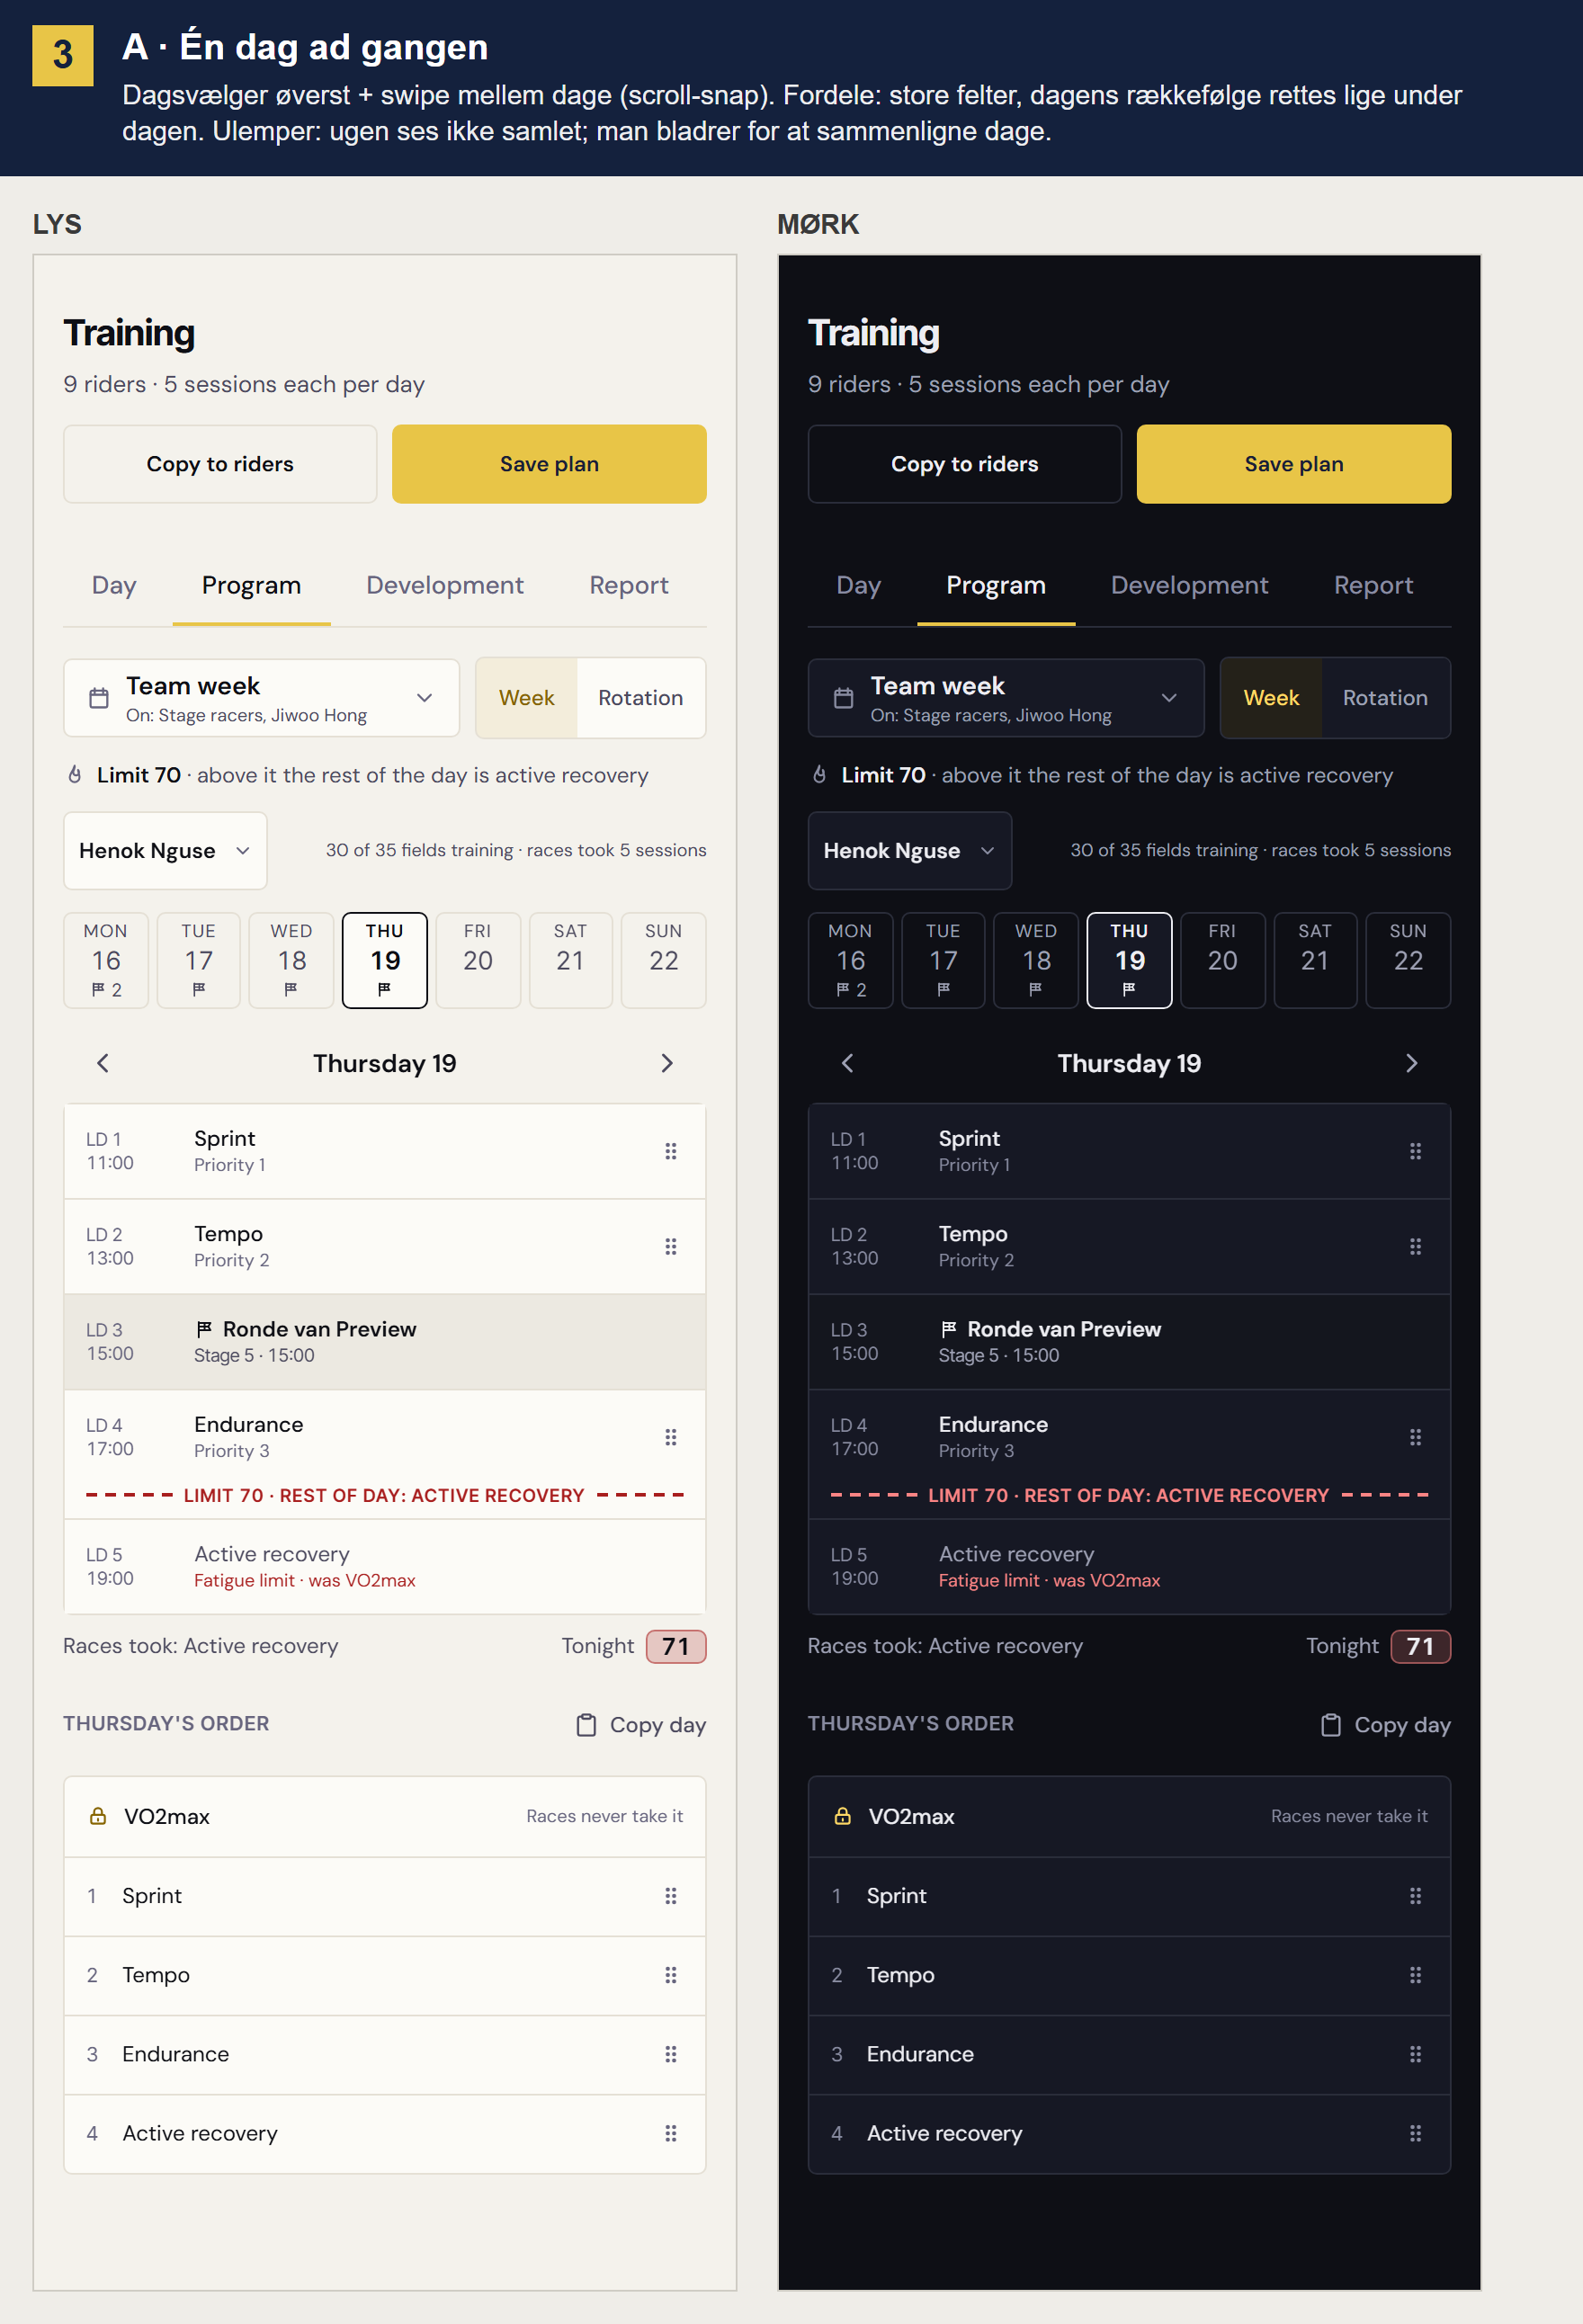 3
A · Én dag ad gangen
Dagsvælger øverst + swipe mellem dage (scroll-snap). Fordele: store felter, dagens rækkefølge rettes lige under
dagen. Ulemper: ugen ses ikke samlet; man bladrer for at sammenligne dage.
LYS
Training
9 riders · 5 sessions each per day
Copy to riders
Save plan
Day
Program
Development
Report
Team week
On: Stage racers, Jiwoo Hong
Week
Rotation
Limit 70 · above it the rest of the day is active recovery
Henok Nguse
30 of 35 fields training · races took 5 sessions
MON
16
2
TUE
17
WED
18
THU
19
FRI
20
SAT
21
SUN
22
Thursday 19
LD 1
11:00
Sprint
Priority 1
LD 2
13:00
Tempo
Priority 2
LD 3
15:00
Ronde van Preview
Stage 5 · 15:00
LD 4
17:00
Endurance
Priority 3
LIMIT 70 · REST OF DAY: ACTIVE RECOVERY
LD 5
19:00
Active recovery
Fatigue limit · was VO2max
Races took: Active recovery
Tonight 71
THURSDAY'S ORDER
Copy day
VO2max
Races never take it
1 Sprint
2 Tempo
3 Endurance
4 Active recovery
MØRK
Training
9 riders · 5 sessions each per day
Copy to riders
Save plan
Day
Program
Development
Report
Team week
On: Stage racers, Jiwoo Hong
Week
Rotation
Limit 70 · above it the rest of the day is active recovery
Henok Nguse
30 of 35 fields training · races took 5 sessions
MON
16
2
TUE
17
WED
18
THU
19
FRI
20
SAT
21
SUN
22
Thursday 19
LD 1
11:00
Sprint
Priority 1
LD 2
13:00
Tempo
Priority 2
LD 3
15:00
Ronde van Preview
Stage 5 · 15:00
LD 4
17:00
Endurance
Priority 3
LIMIT 70 · REST OF DAY: ACTIVE RECOVERY
LD 5
19:00
Active recovery
Fatigue limit · was VO2max
Races took: Active recovery
Tonight 71
THURSDAY'S ORDER
Copy day
VO2max
Races never take it
1 Sprint
2 Tempo
3 Endurance
4 Active recovery